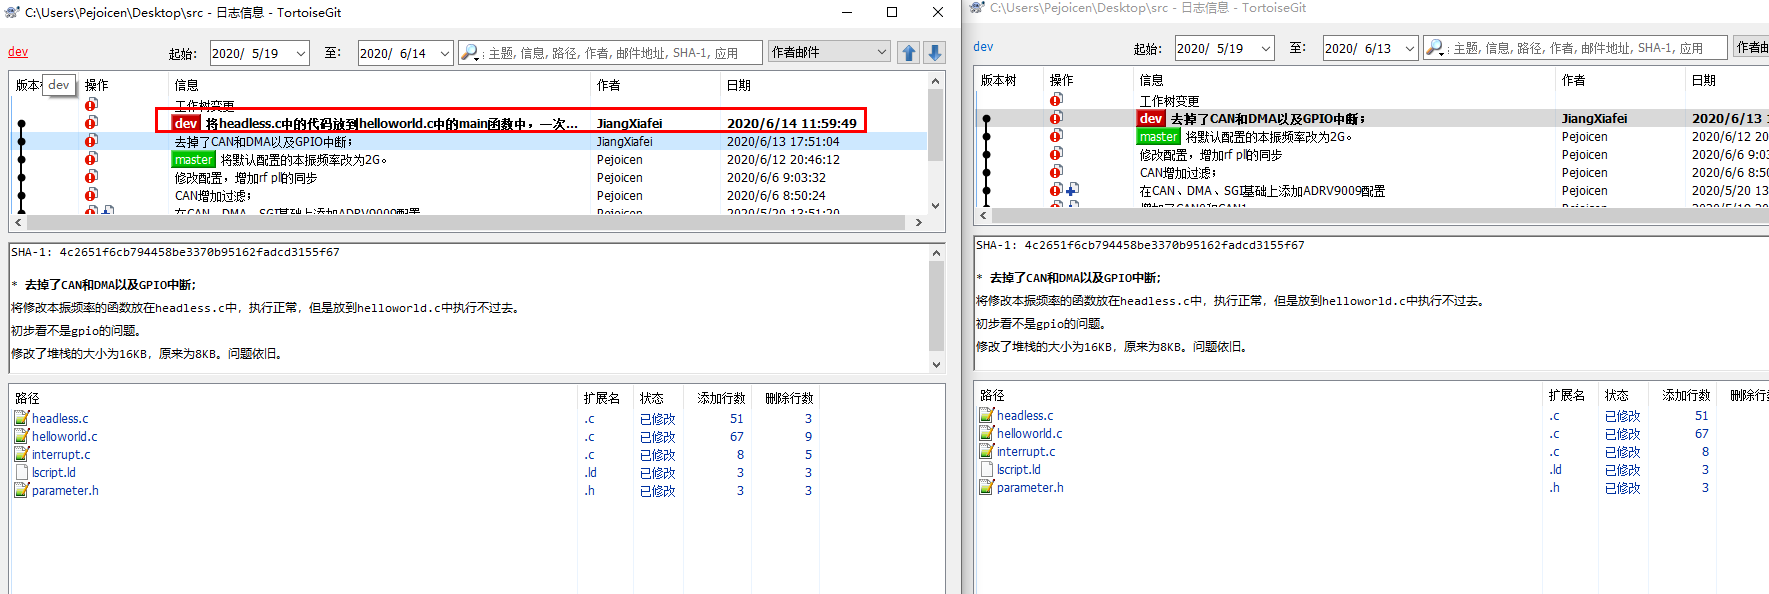 C:\Users\Pejoicen\Desktop\src - 日志信息 - TortoiseGit
dev
起始: 2020/ 5/19 至: 2020/ 6/14 主题, 信息, 路径, 作者, 邮件地址, SHA-1, 应用 作者邮件
版本树 dev 操作 信息 作者 日期
工作树变更
dev 将headless.c中的代码放到helloworld.c中的main函数中，一次... JiangXiafei 2020/6/14 11:59:49
去掉了CAN和DMA以及GPIO中断； JiangXiafei 2020/6/13 17:51:04
master 将默认配置的本振频率改为2G。 Pejoicen 2020/6/12 20:46:12
修改配置，增加rf pll的同步 Pejoicen 2020/6/6 9:03:32
CAN增加过滤； Pejoicen 2020/6/6 8:50:24
在CAN、DMA、SGI基础上添加ADRV9009配置 Pejoicen 2020/5/20 13:51:20
SHA-1: 4c2651f6cb794458be3370b95162fadcd3155f67
* 去掉了CAN和DMA以及GPIO中断；
将修改本振频率的函数放在headless.c中，执行正常，但是放到helloworld.c中执行不过去。
初步看不是gpio的问题。
修改了堆栈的大小为16KB，原来为8KB。问题依旧。
路径 扩展名 状态 添加行数 删除行数
headless.c .c 已修改 51 3
helloworld.c .c 已修改 67 9
interrupt.c .c 已修改 8 5
lscript.ld .ld 已修改 3 3
parameter.h .h 已修改 3 3
C:\Users\Pejoicen\Desktop\src - 日志信息 - TortoiseGit
dev
起始: 2020/ 5/19 至: 2020/ 6/13 主题, 信息, 路径, 作者, 邮件地址, SHA-1, 应用 作者由
版本树 操作 信息 作者 日期
工作树变更
dev 去掉了CAN和DMA以及GPIO中断； JiangXiafei 2020/6/13 1
master 将默认配置的本振频率改为2G。 Pejoicen 2020/6/12 2
修改配置，增加rf pll的同步 Pejoicen 2020/6/6 9:03
CAN增加过滤； Pejoicen 2020/6/6 8:50
在CAN、DMA、SGI基础上添加ADRV9009配置 Pejoicen 2020/5/20 13
增加了CAN0和CAN1 Pejoicen
SHA-1: 4c2651f6cb794458be3370b95162fadcd3155f67
* 去掉了CAN和DMA以及GPIO中断；
将修改本振频率的函数放在headless.c中，执行正常，但是放到helloworld.c中执行不过去。
初步看不是gpio的问题。
修改了堆栈的大小为16KB，原来为8KB。问题依旧。
路径 扩展名 状态 添加行数 删除行
headless.c .c 已修改 51
helloworld.c .c 已修改 67
interrupt.c .c 已修改 8
lscript.ld .ld 已修改 3
parameter.h .h 已修改 3